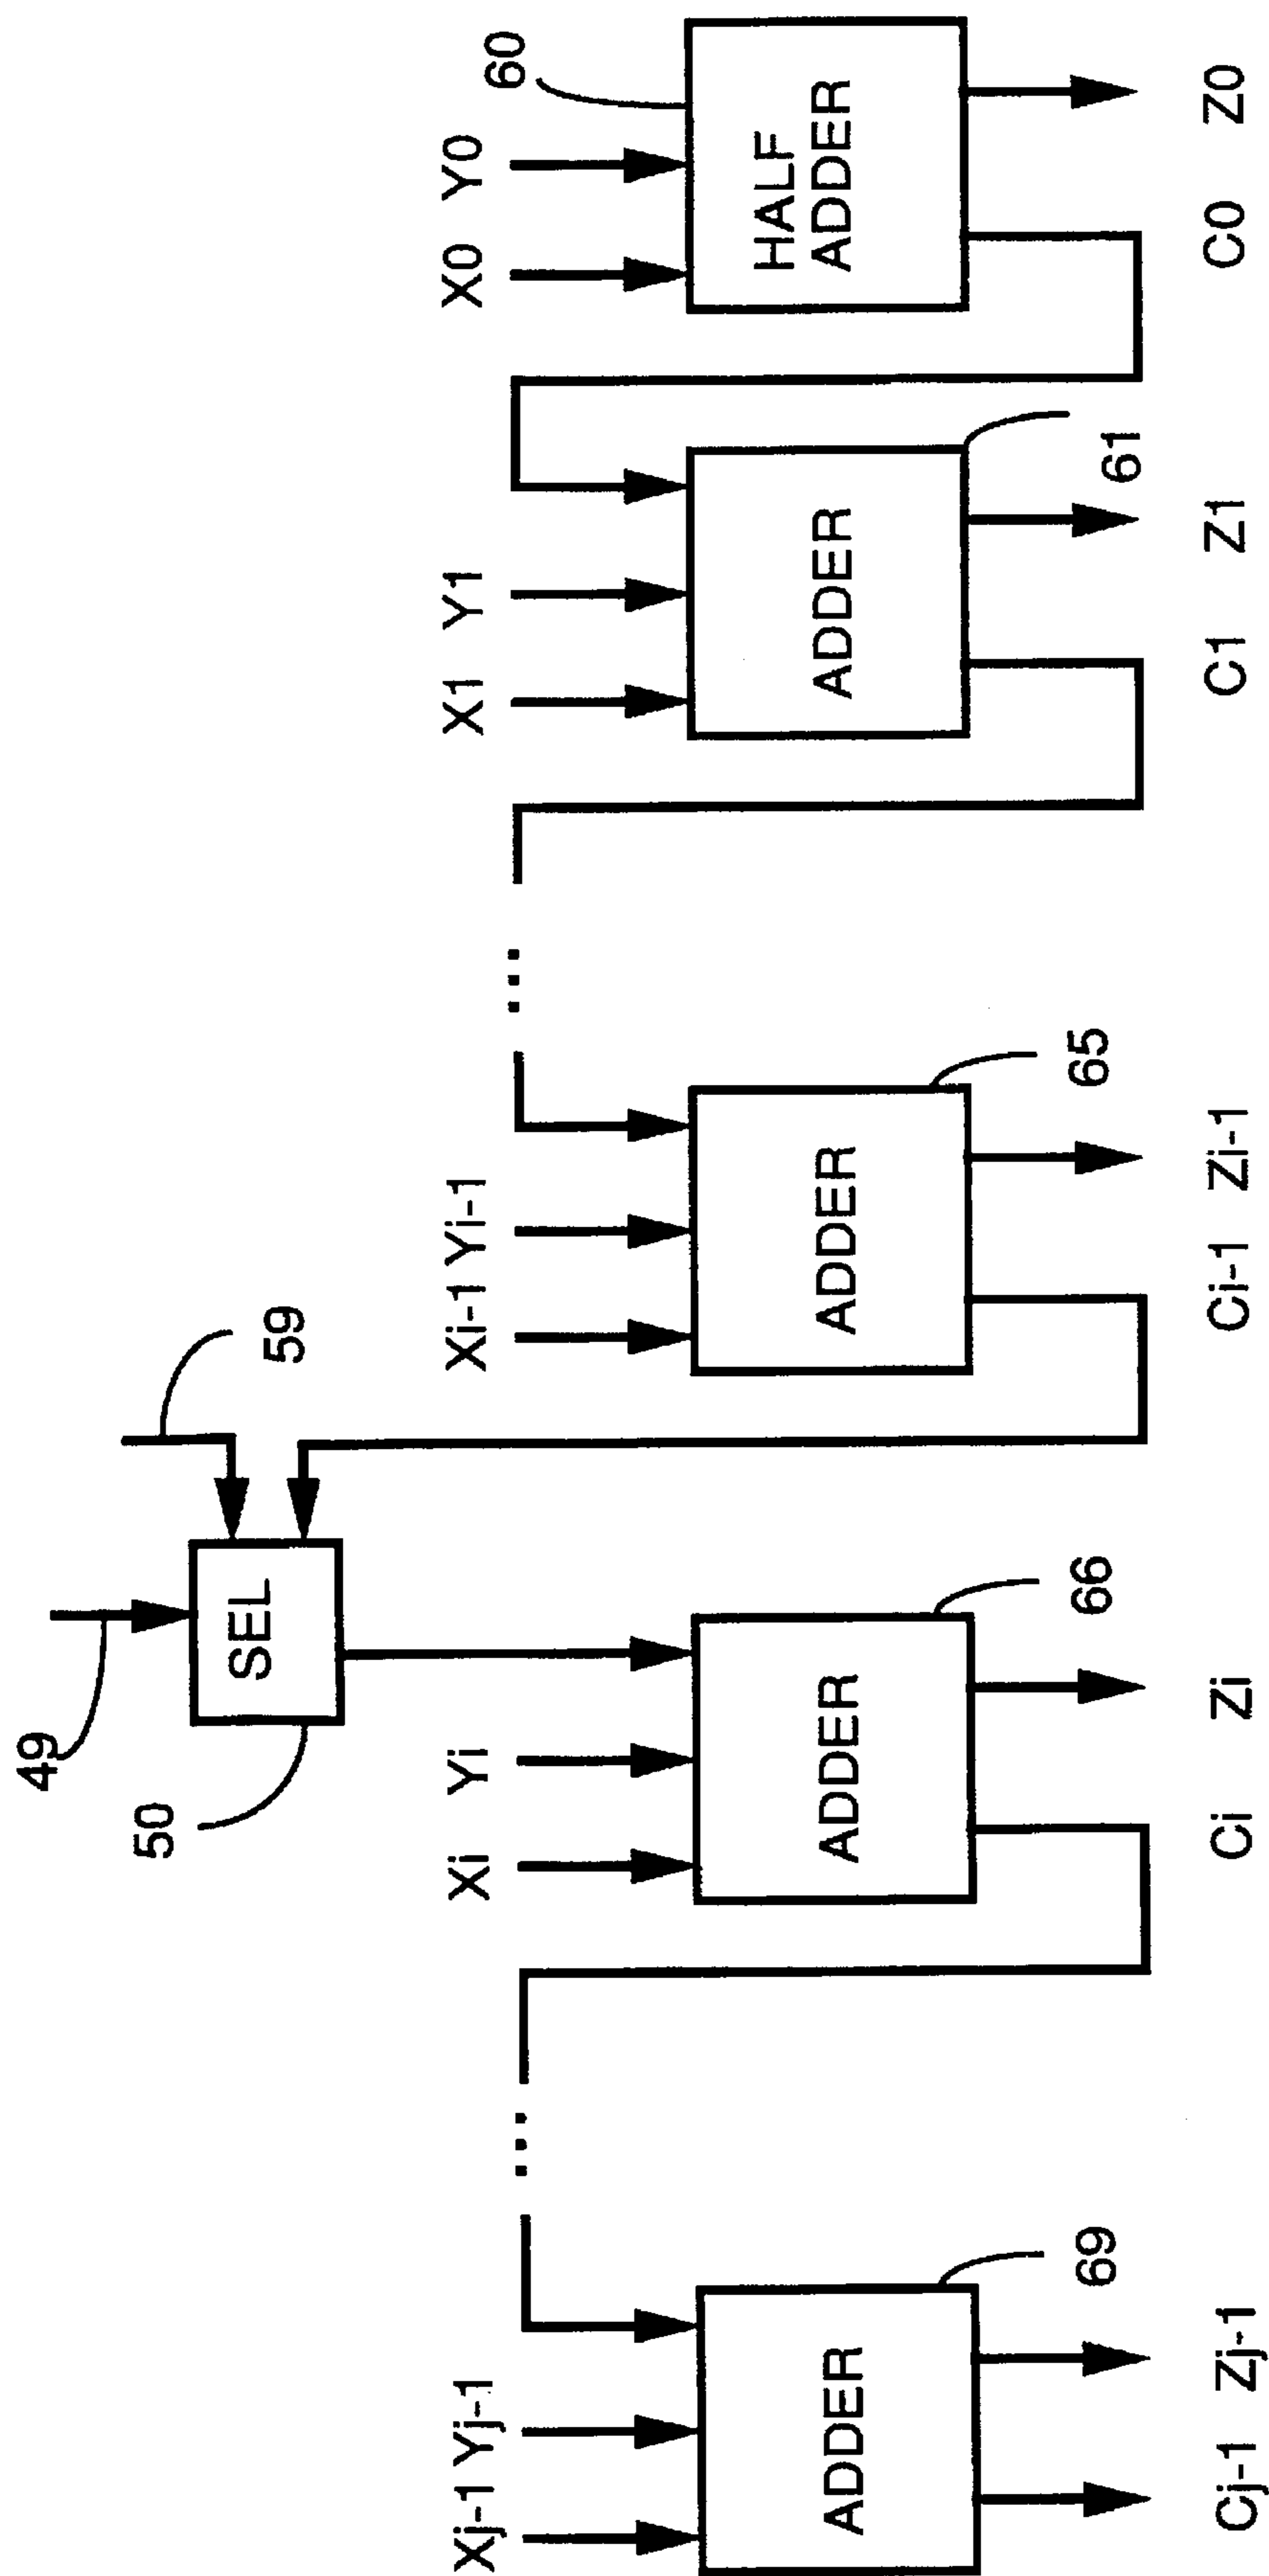 49
50
SEL
59
Xj-1 Yj-1 Xi Yi Xi-1 Yi-1 X1 Y1 X0 Y0
60
ADDER
ADDER
ADDER
ADDER
HALF
ADDER
69
66
65
61
Cj-1 Zj-1 Ci Zi Ci-1 Zi-1 C1 Z1 C0 Z0